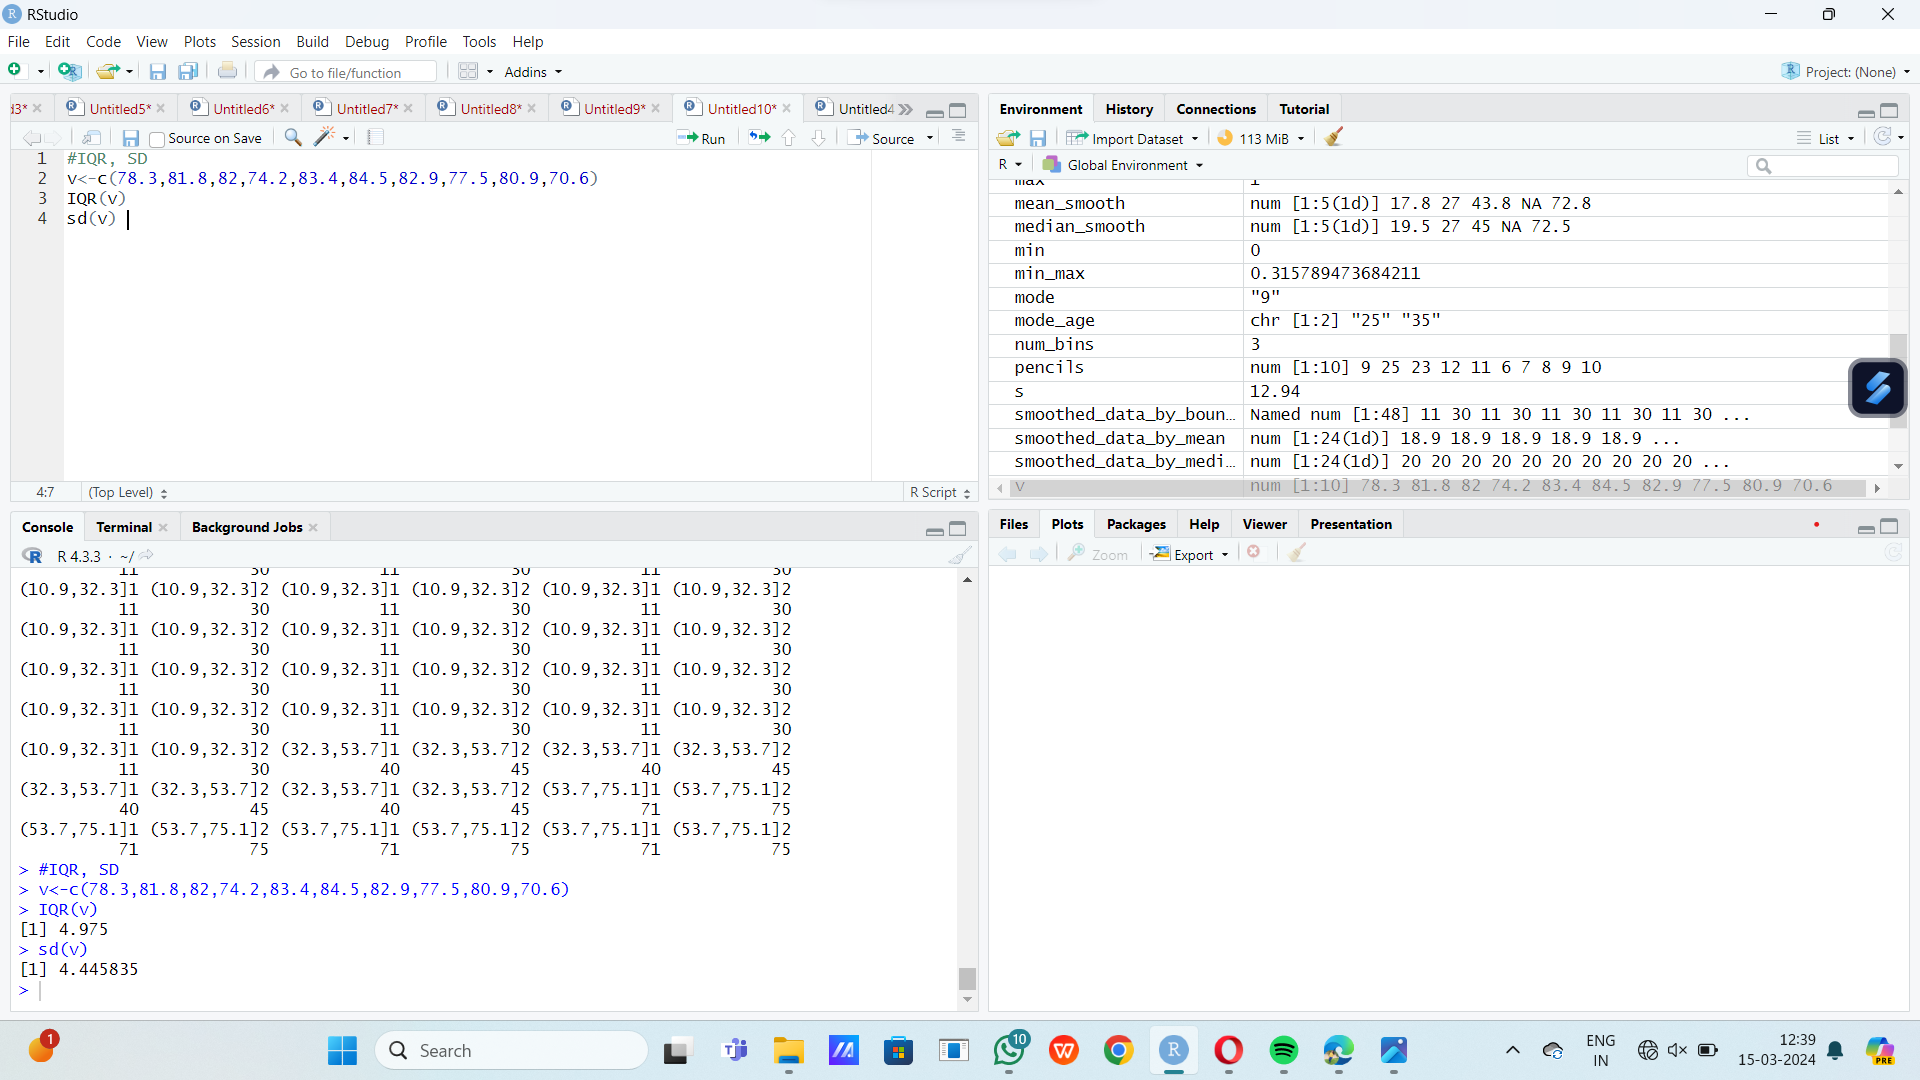 RStudio
File Edit Code View Plots Session Build Debug Profile Tools Help
Go to file/function Addins Project: (None)
d3* Untitled5* Untitled6* Untitled7* Untitled8* Untitled9* Untitled10* Untitled4
Source on Save Run Source
1 #IQR, SD
2 v<-c(78.3,81.8,82,74.2,83.4,84.5,82.9,77.5,80.9,70.6)
3 IQR(v)
4 sd(v)
4:7 (Top Level) R Script
Console Terminal Background Jobs
R 4.3.3 · ~/
11 30 11 30 11 30
(10.9,32.3]1 (10.9,32.3]2 (10.9,32.3]1 (10.9,32.3]2 (10.9,32.3]1 (10.9,32.3]2
11 30 11 30 11 30
(10.9,32.3]1 (10.9,32.3]2 (10.9,32.3]1 (10.9,32.3]2 (10.9,32.3]1 (10.9,32.3]2
11 30 11 30 11 30
(10.9,32.3]1 (10.9,32.3]2 (10.9,32.3]1 (10.9,32.3]2 (10.9,32.3]1 (10.9,32.3]2
11 30 11 30 11 30
(10.9,32.3]1 (10.9,32.3]2 (10.9,32.3]1 (10.9,32.3]2 (10.9,32.3]1 (10.9,32.3]2
11 30 11 30 11 30
(10.9,32.3]1 (10.9,32.3]2 (32.3,53.7]1 (32.3,53.7]2 (32.3,53.7]1 (32.3,53.7]2
11 30 40 45 40 45
(32.3,53.7]1 (32.3,53.7]2 (32.3,53.7]1 (32.3,53.7]2 (53.7,75.1]1 (53.7,75.1]2
40 45 40 45 71 75
(53.7,75.1]1 (53.7,75.1]2 (53.7,75.1]1 (53.7,75.1]2 (53.7,75.1]1 (53.7,75.1]2
71 75 71 75 71 75
> #IQR, SD
> v<-c(78.3,81.8,82,74.2,83.4,84.5,82.9,77.5,80.9,70.6)
> IQR(v)
[1] 4.975
> sd(v)
[1] 4.445835
>
Environment History Connections Tutorial
Import Dataset 113 MiB List
R Global Environment
max 1
mean_smooth num [1:5(1d)] 17.8 27 43.8 NA 72.8
median_smooth num [1:5(1d)] 19.5 27 45 NA 72.5
min 0
min_max 0.315789473684211
mode "9"
mode_age chr [1:2] "25" "35"
num_bins 3
pencils num [1:10] 9 25 23 12 11 6 7 8 9 10
s 12.94
smoothed_data_by_boun… Named num [1:48] 11 30 11 30 11 30 11 30 11 30 ...
smoothed_data_by_mean num [1:24(1d)] 18.9 18.9 18.9 18.9 18.9 ...
smoothed_data_by_medi… num [1:24(1d)] 20 20 20 20 20 20 20 20 20 20 ...
v num [1:10] 78.3 81.8 82 74.2 83.4 84.5 82.9 77.5 80.9 70.6
Files Plots Packages Help Viewer Presentation
Zoom Export
1 Search 10 ENG IN 12:39 15-03-2024 PRE